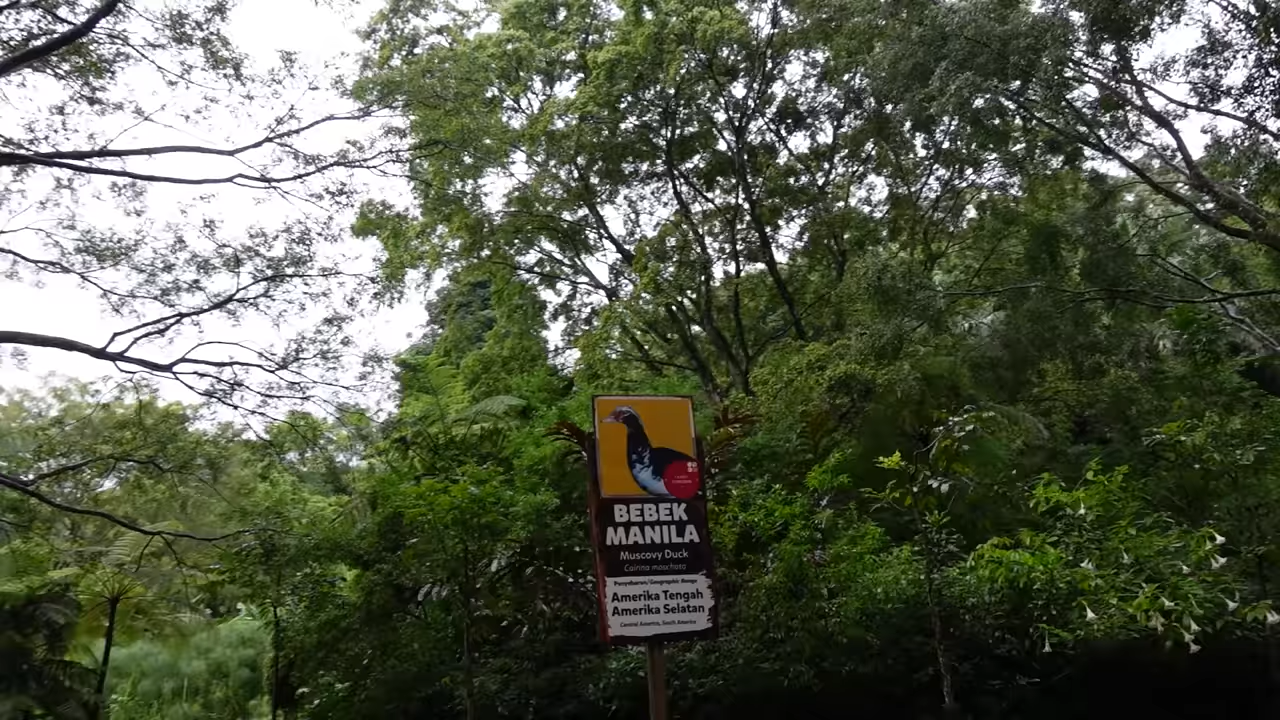 BEBEK
MANILA
Muscovy Duck
Cairina moschata
Penyebaran/Geographic Range
Amerika Tengah
Amerika Selatan
Central America, South America